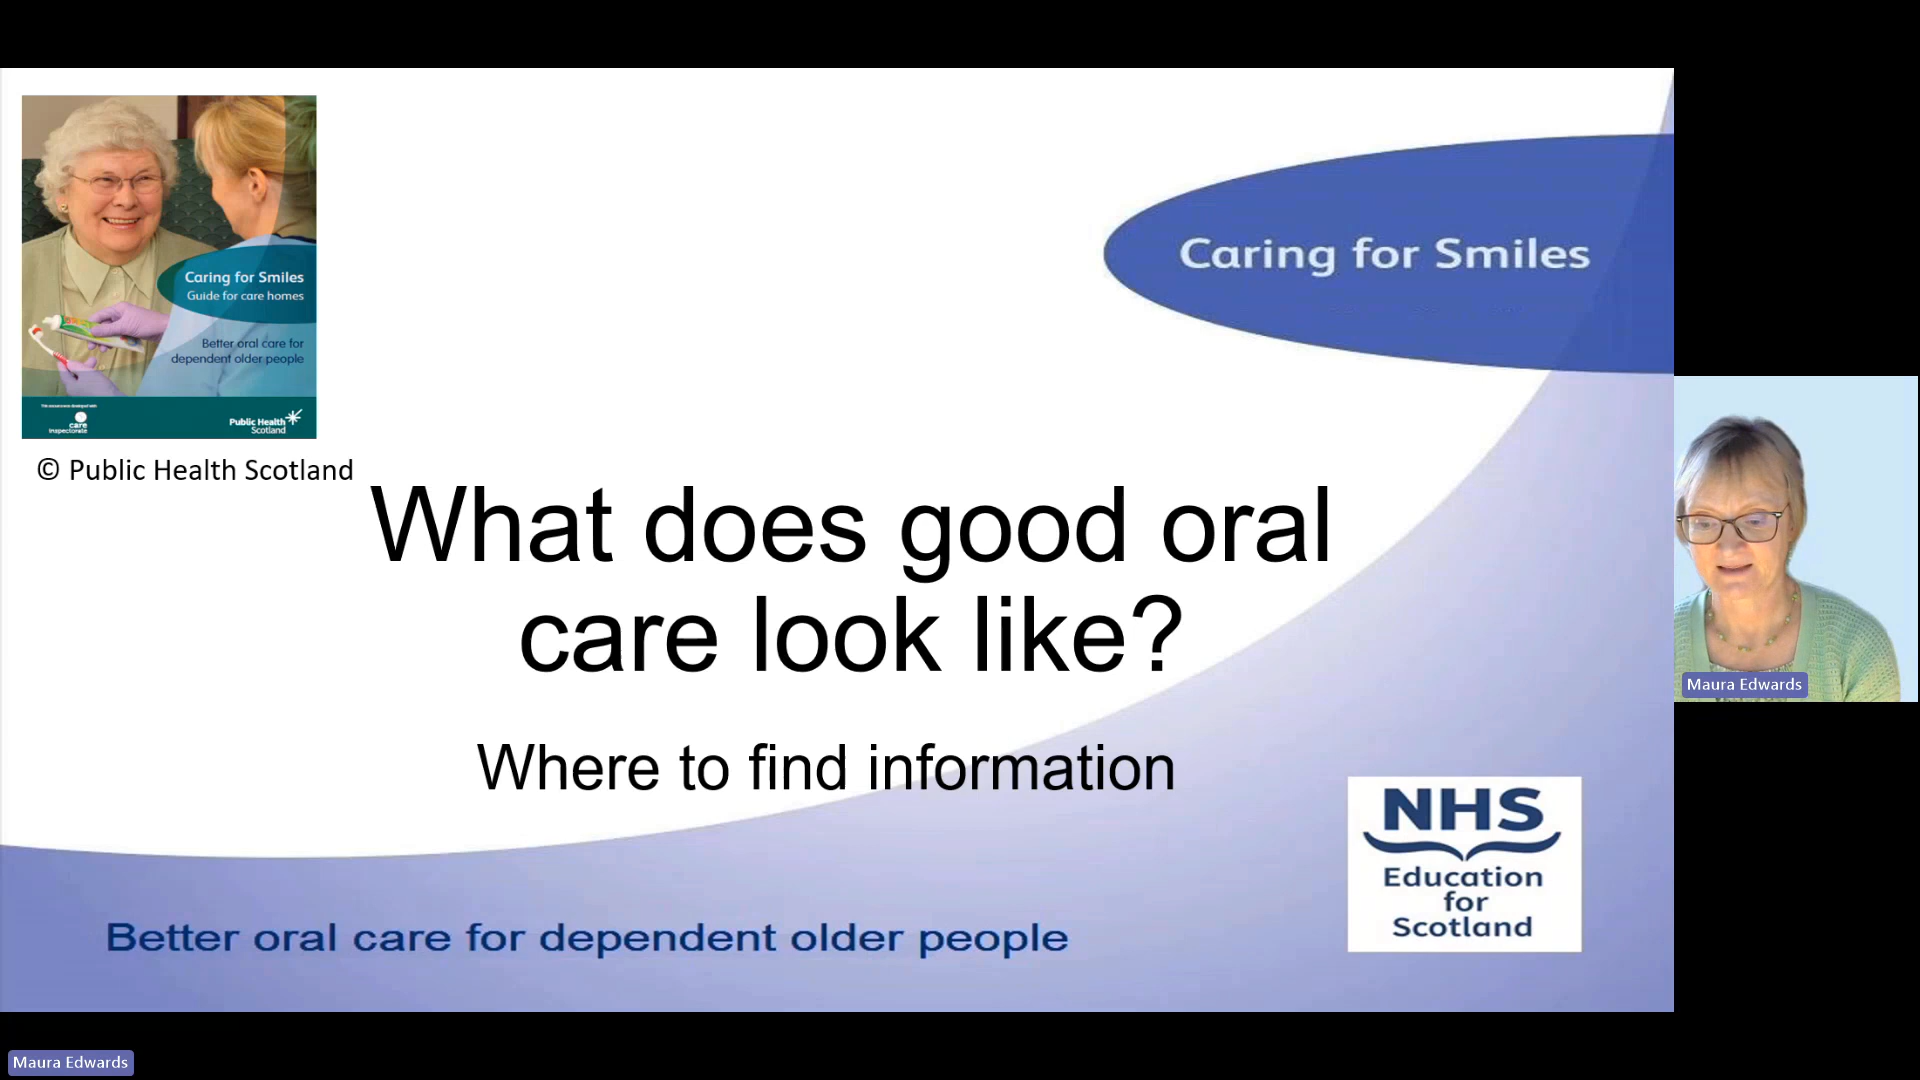 Caring for Smiles
Guide for care homes
Better oral care for
dependent older people
care
inspectorate
Public Health
Scotland
© Public Health Scotland
Caring for Smiles
What does good oral
care look like?
Where to find information
NHS
Education
for
Scotland
Better oral care for dependent older people
Maura Edwards
Maura Edwards